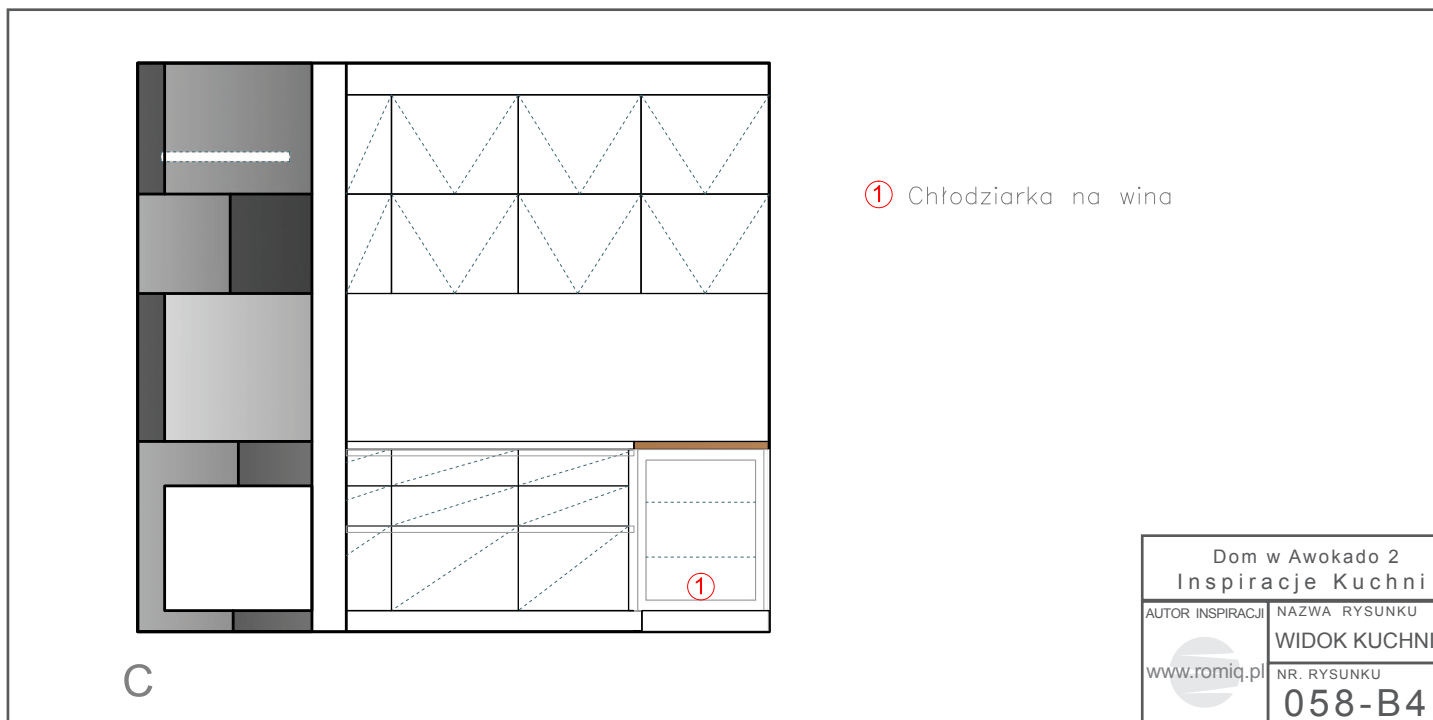 ① Chłodziarka na wina
①
C
Dom w Awokado 2
Inspiracje Kuchni
AUTOR INSPIRACJI
www.romiq.pl
NAZWA RYSUNKU
WIDOK KUCHNI
NR. RYSUNKU
058-B4